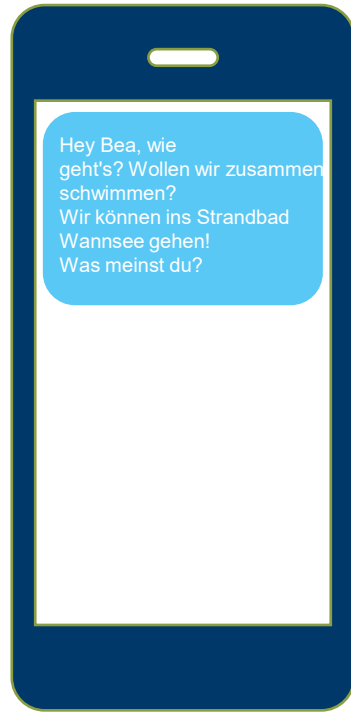 Hey Bea, wie
geht's? Wollen wir zusammen
schwimmen?
Wir können ins Strandbad
Wannsee gehen!
Was meinst du?